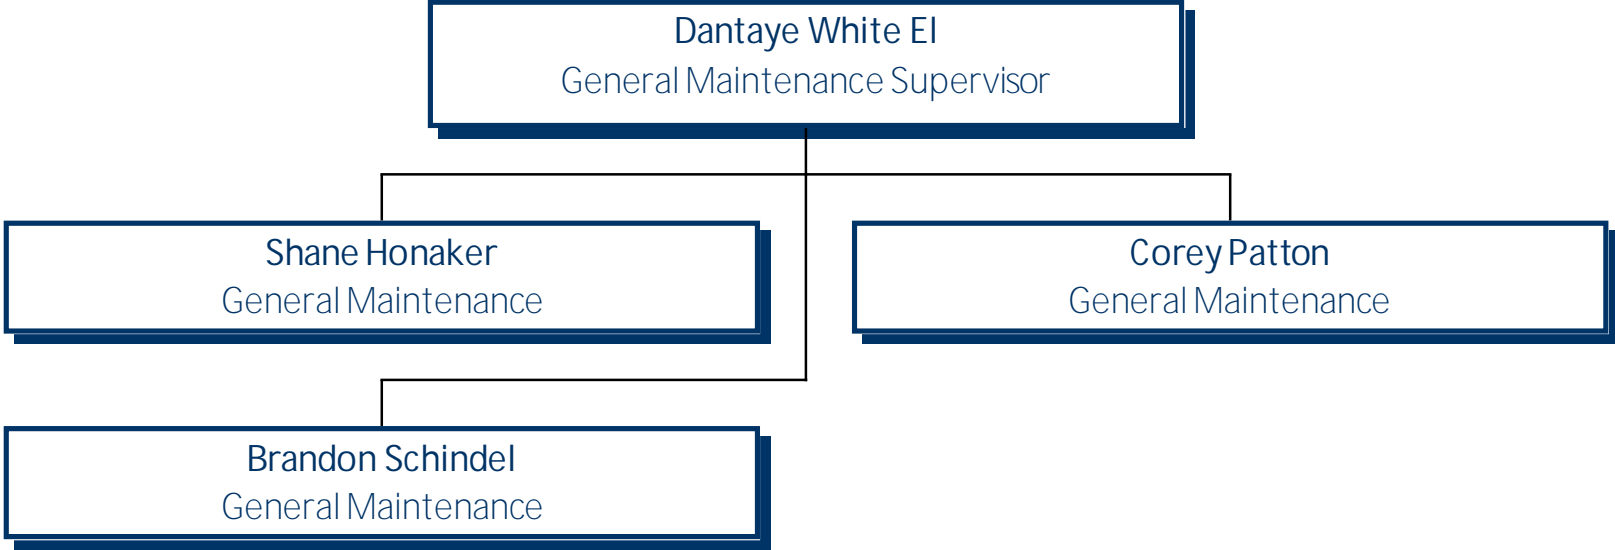 Dantaye White El
General Maintenance Supervisor
Shane Honaker
General Maintenance
Corey Patton
General Maintenance
Brandon Schindel
General Maintenance